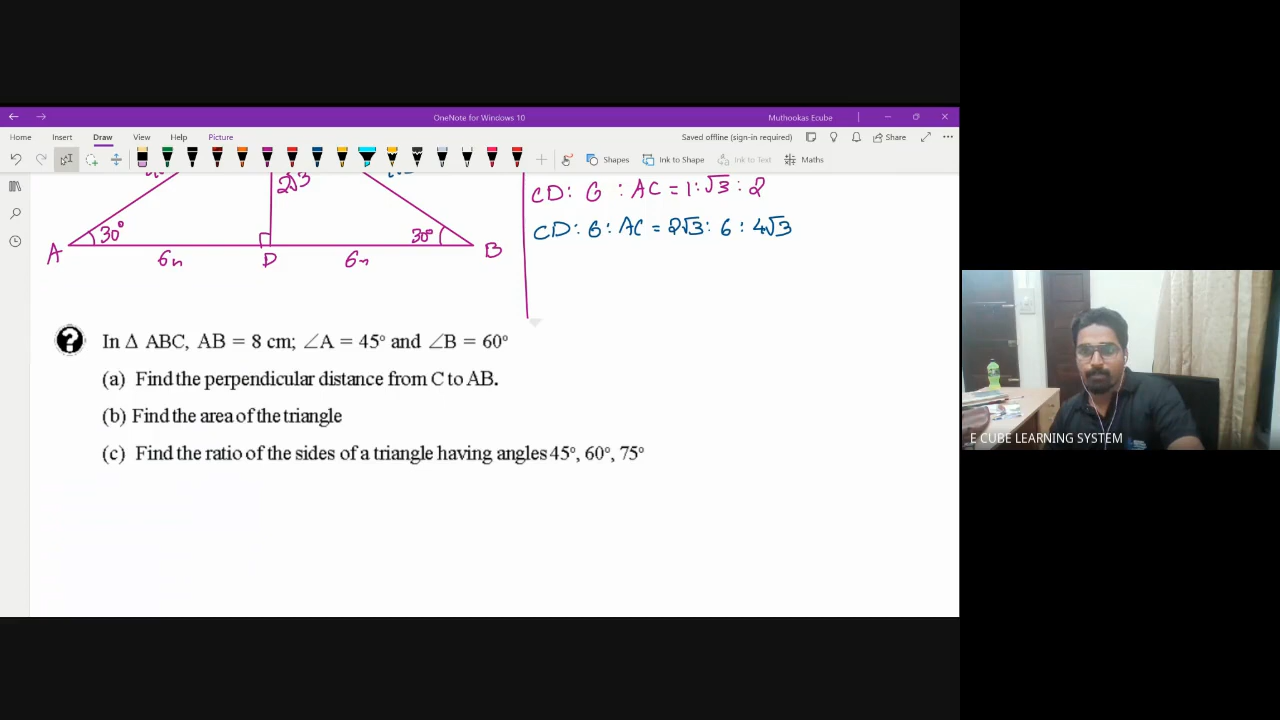 OneNote for Windows 10
Muthookas Ecube
Home Insert Draw View Help Picture
Saved offline (sign-in required)
Share
Shapes Ink to Shape Ink to Text Maths
2√3
CD : 6 : AC = 1 : √3 : 2
30° 30°
CD : 6 : AC = 2√3 : 6 : 4√3
A D B
6
6
In Δ ABC, AB = 8 cm; ∠A = 45° and ∠B = 60°
(a) Find the perpendicular distance from C to AB.
(b) Find the area of the triangle
(c) Find the ratio of the sides of a triangle having angles 45°, 60°, 75°
E CUBE LEARNING SYSTEM